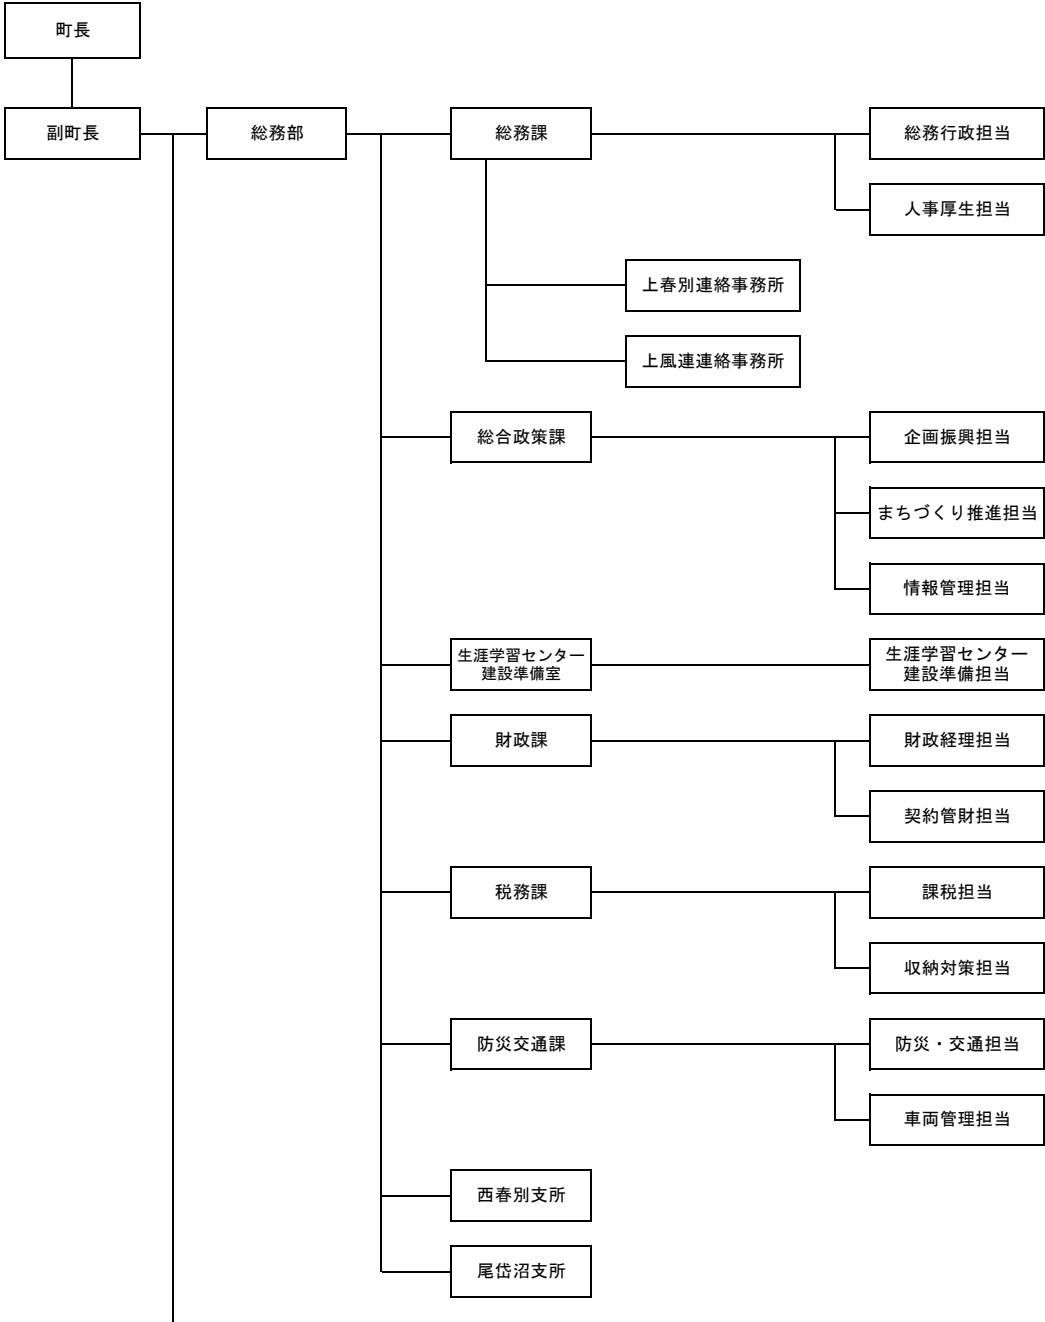 町長
副町長
総務部
総務課
総務行政担当
人事厚生担当
上春別連絡事務所
上風連連絡事務所
総合政策課
企画振興担当
まちづくり推進担当
情報管理担当
生涯学習センター
建設準備室
生涯学習センター
建設準備担当
財政課
財政経理担当
契約管財担当
税務課
課税担当
収納対策担当
防災交通課
防災・交通担当
車両管理担当
西春別支所
尾岱沼支所